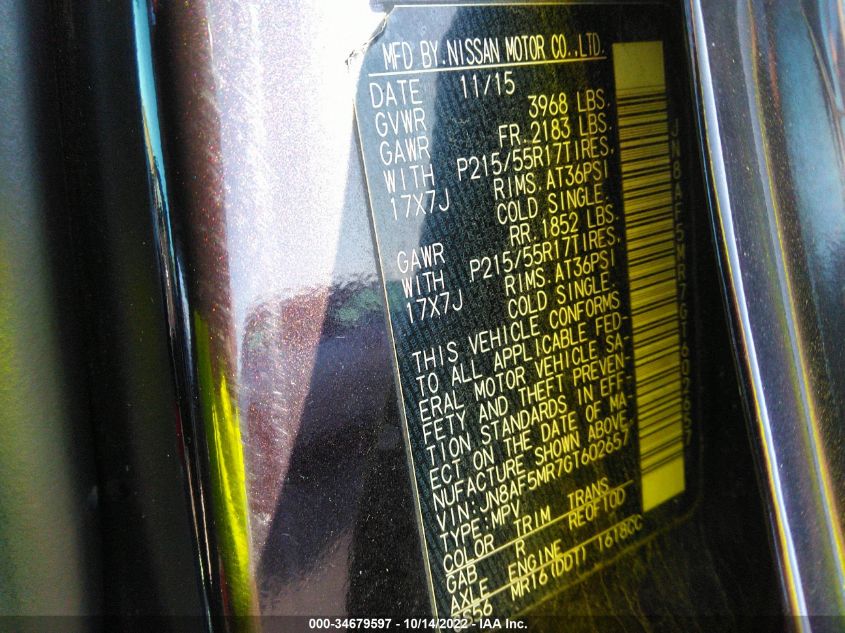 MFD BY.NISSAN MOTOR CO.,LTD.
DATE 11/15
GVWR 3968 LBS.
GAWR FR.2183 LBS.
WITH P215/55R17TIRES.
17X7J RIMS.AT36PSI
COLD SINGLE.
GAWR RR.1852 LBS.
WITH P215/55R17TIRES.
17X7J RIMS.AT36PSI
COLD SINGLE.
THIS VEHICLE CONFORMS
TO ALL APPLICABLE FED-
ERAL MOTOR VEHICLE SA-
FETY AND THEFT PREVEN-
TION STANDARDS IN EFF-
ECT ON THE DATE OF MA-
NUFACTURE SHOWN ABOVE.
VIN:JN8AF5MR7GT602657
TYPE:MPV
COLOR TRIM TRANS
GAB R RE0F10D
AXLE ENGINE
GS56 MR16(DDT) 1618CC
JN8AF5MR7GT602657
000-34679597 - 10/14/2022 - IAA Inc.